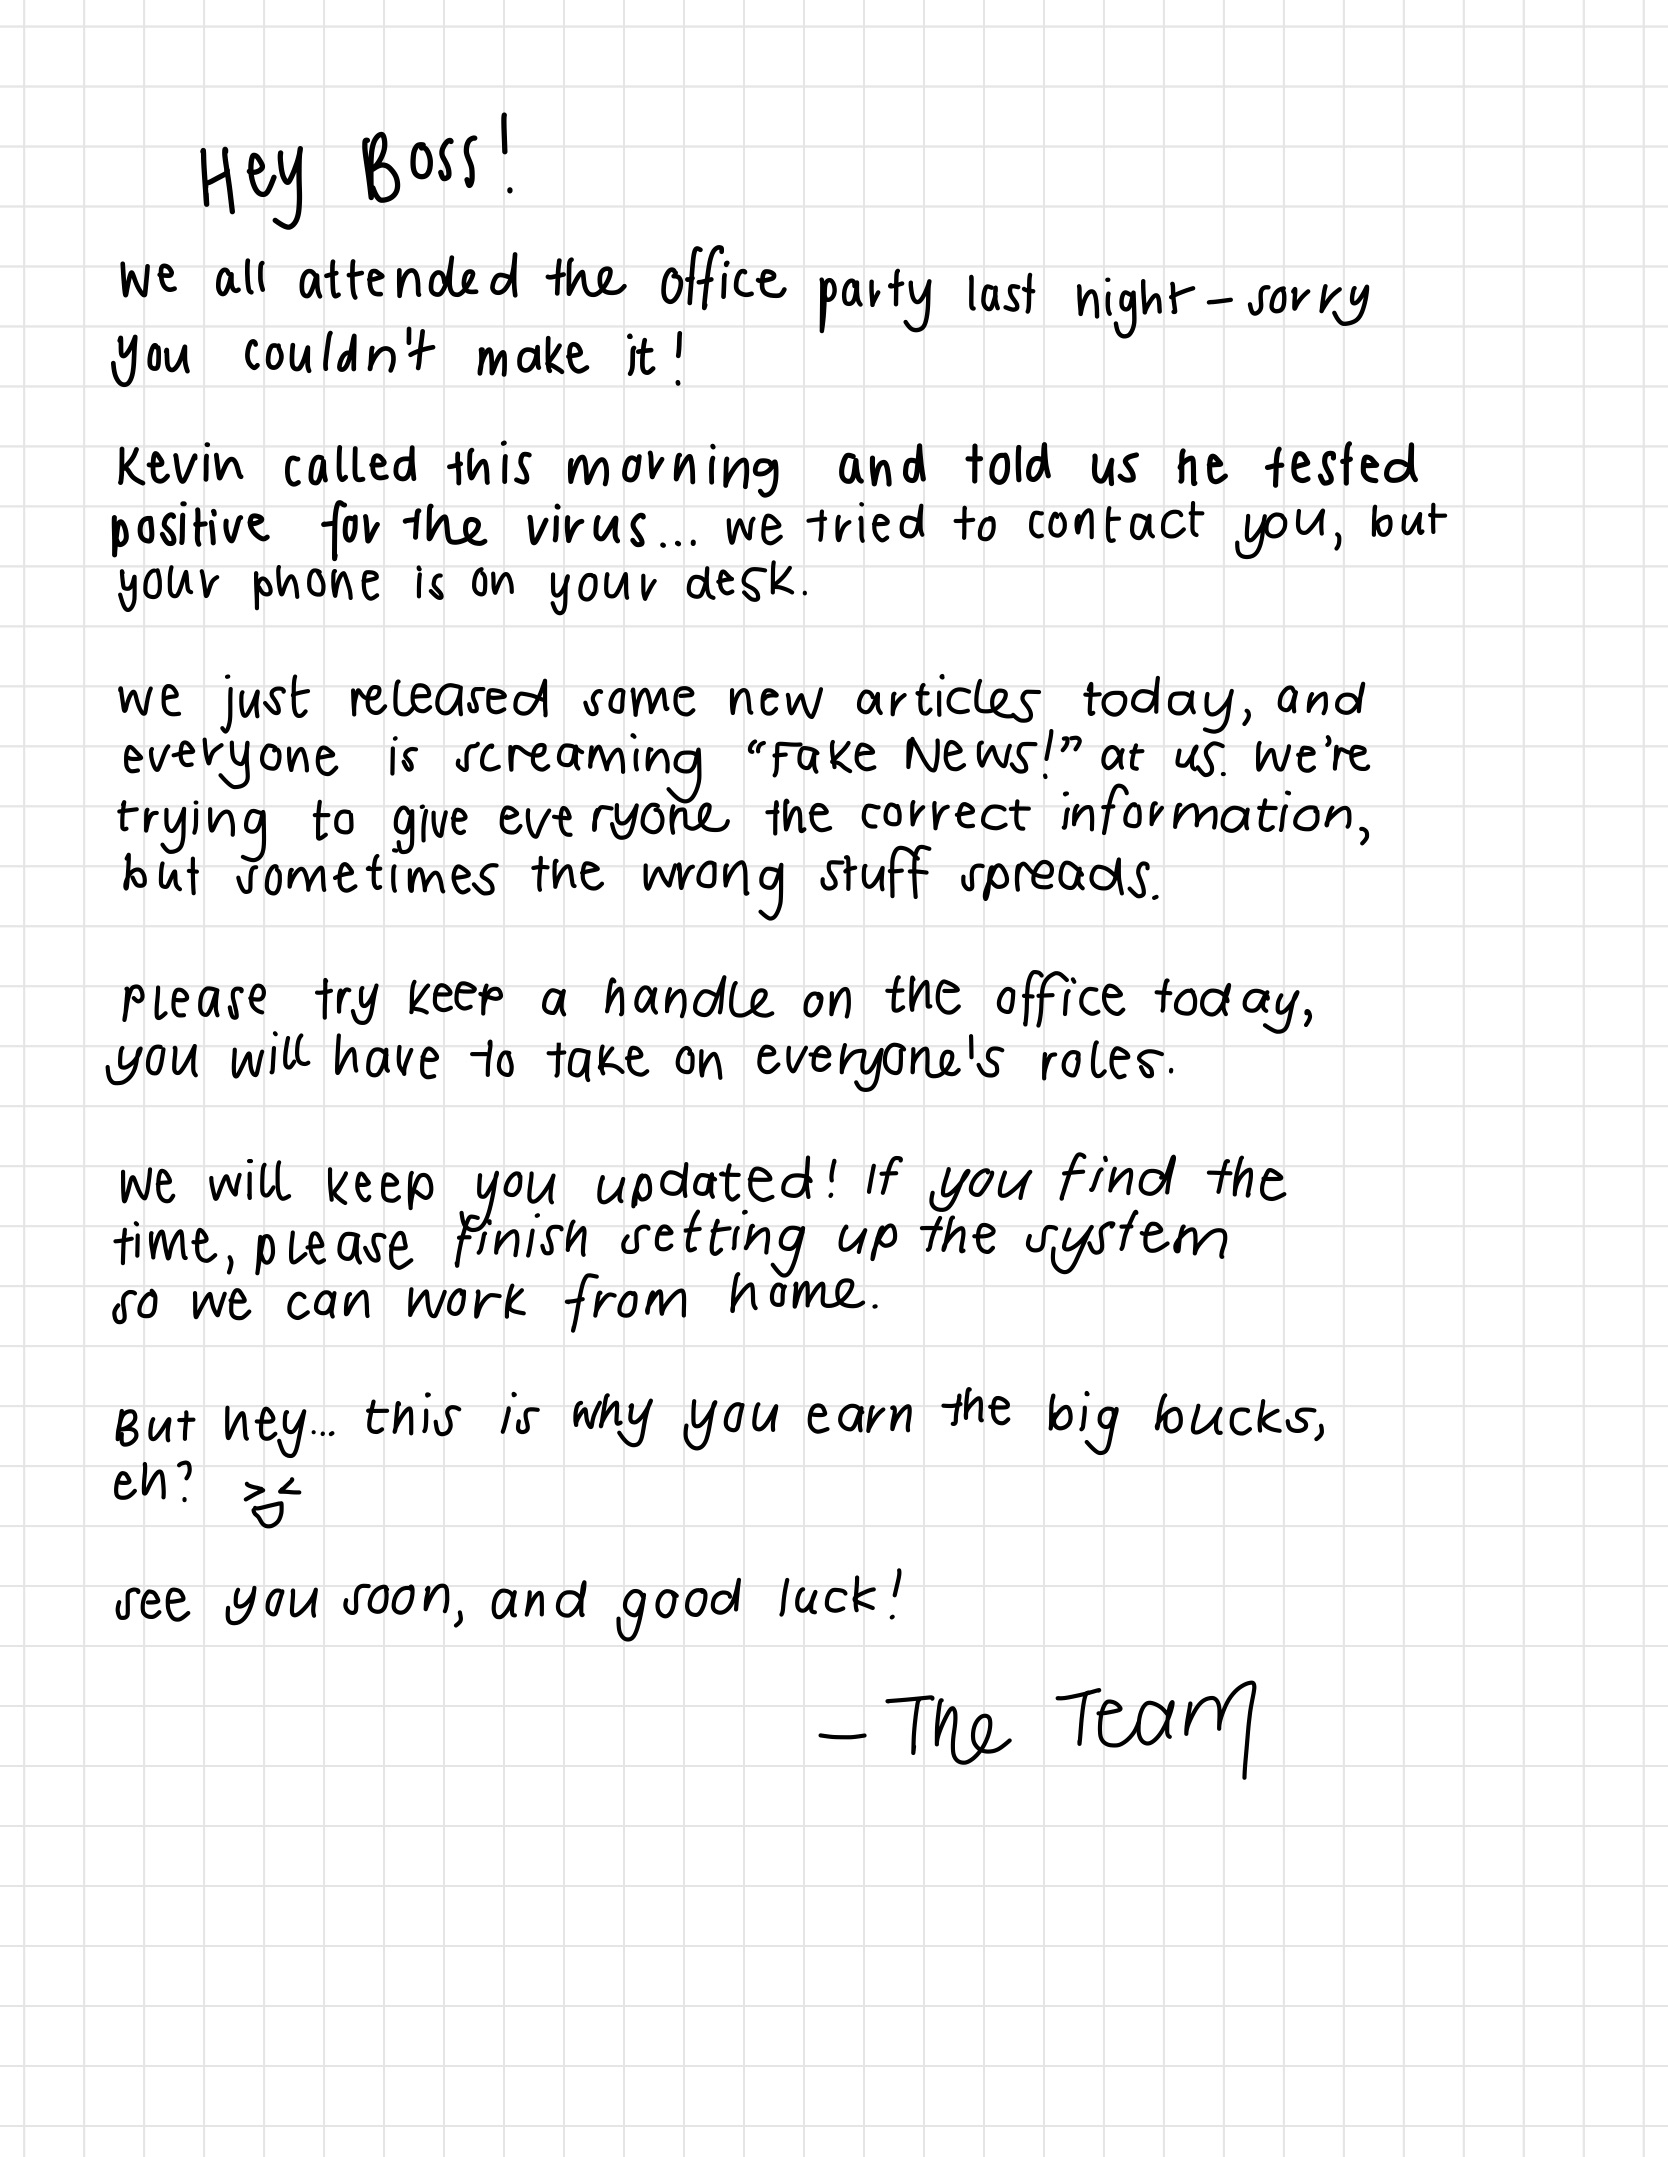 Hey Boss!
we all attended the office party last night – sorry
you couldn't make it!
Kevin called this morning and told us he tested
positive for the virus... we tried to contact you, but
your phone is on your desk.
we just released some new articles today, and
everyone is screaming “Fake News!” at us. we're
trying to give everyone the correct information,
but sometimes the wrong stuff spreads.
please try keep a handle on the office today,
you will have to take on everyone's roles.
we will keep you updated! If you find the
time, please finish setting up the system
so we can work from home.
But hey... this is why you earn the big bucks,
eh?
see you soon, and good luck!
– The Team